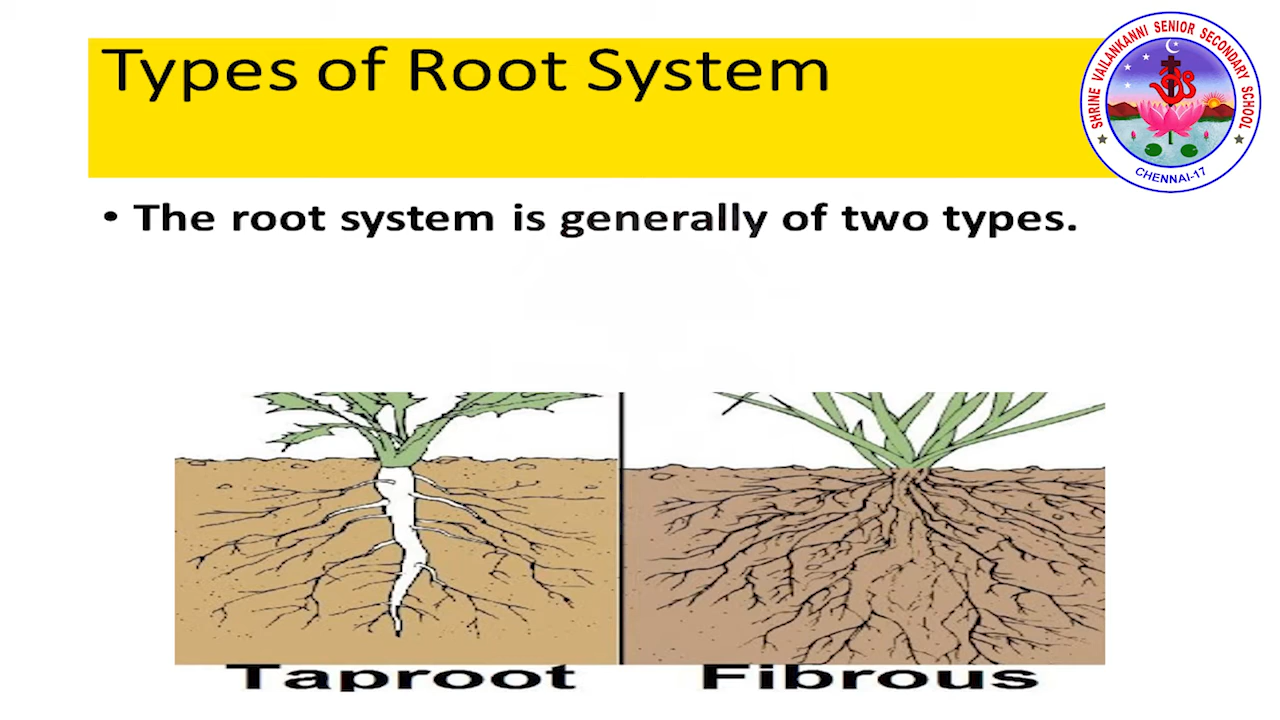 Types of Root System
SHRINE VAILANKANNI SENIOR SECONDARY SCHOOL
CHENNAI-17
• The root system is generally of two types.
Taproot Fibrous